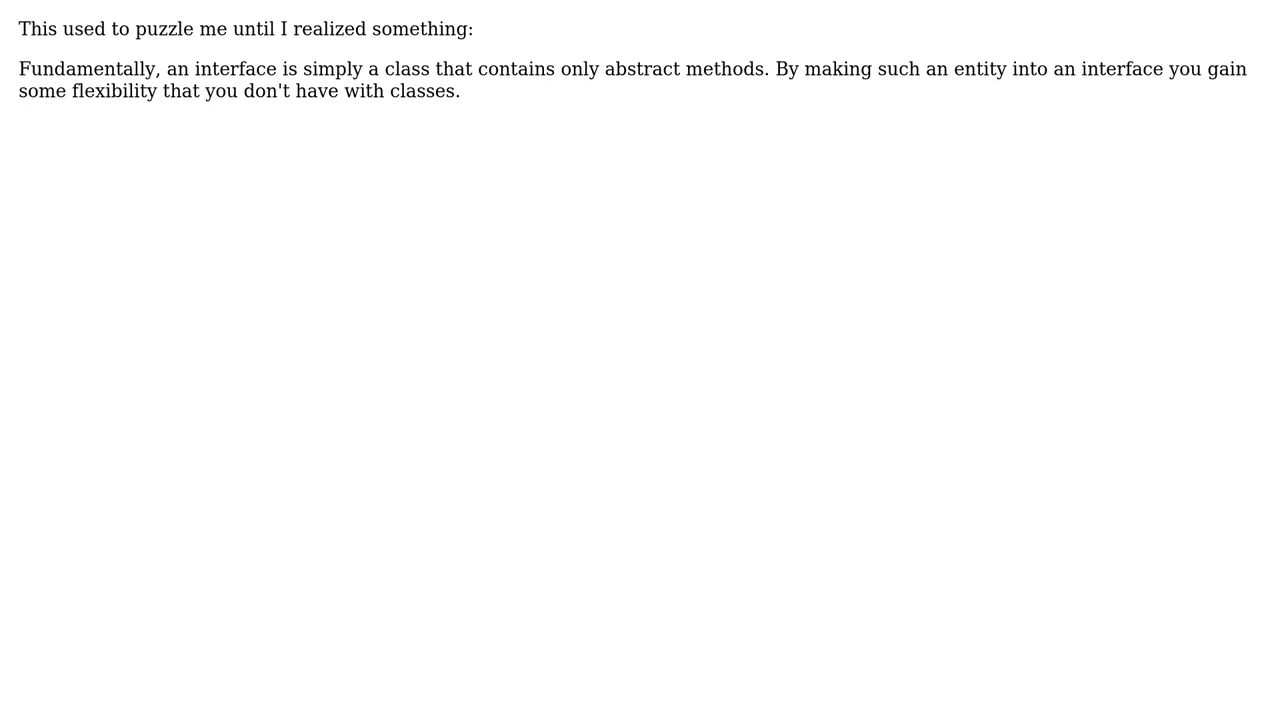 This used to puzzle me until I realized something:
Fundamentally, an interface is simply a class that contains only abstract methods. By making such an entity into an interface you gain
some flexibility that you don't have with classes.